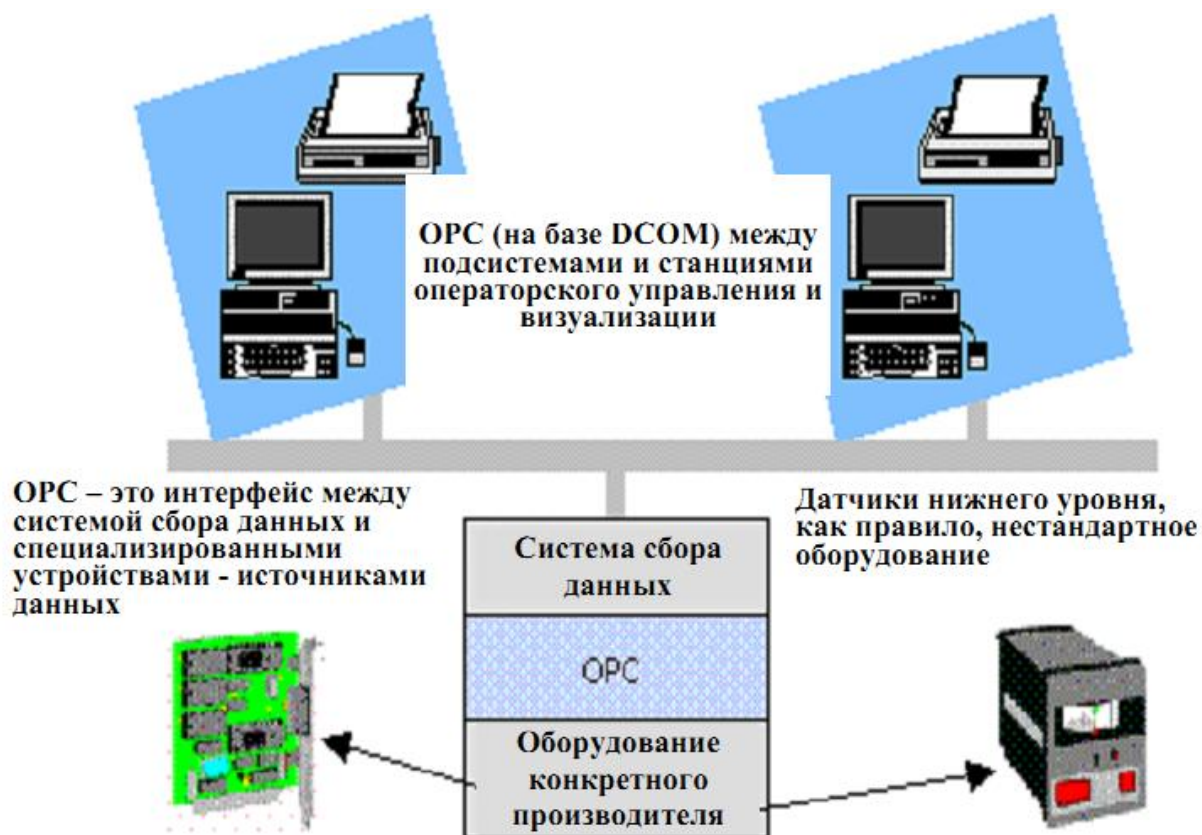 OPC (на базе DCOM) между
подсистемами и станциями
операторского управления и
визуализации
OPC – это интерфейс между
системой сбора данных и
специализированными
устройствами - источниками
данных
Датчики нижнего уровня,
как правило, нестандартное
оборудование
Система сбора
данных
OPC
Оборудование
конкретного
производителя